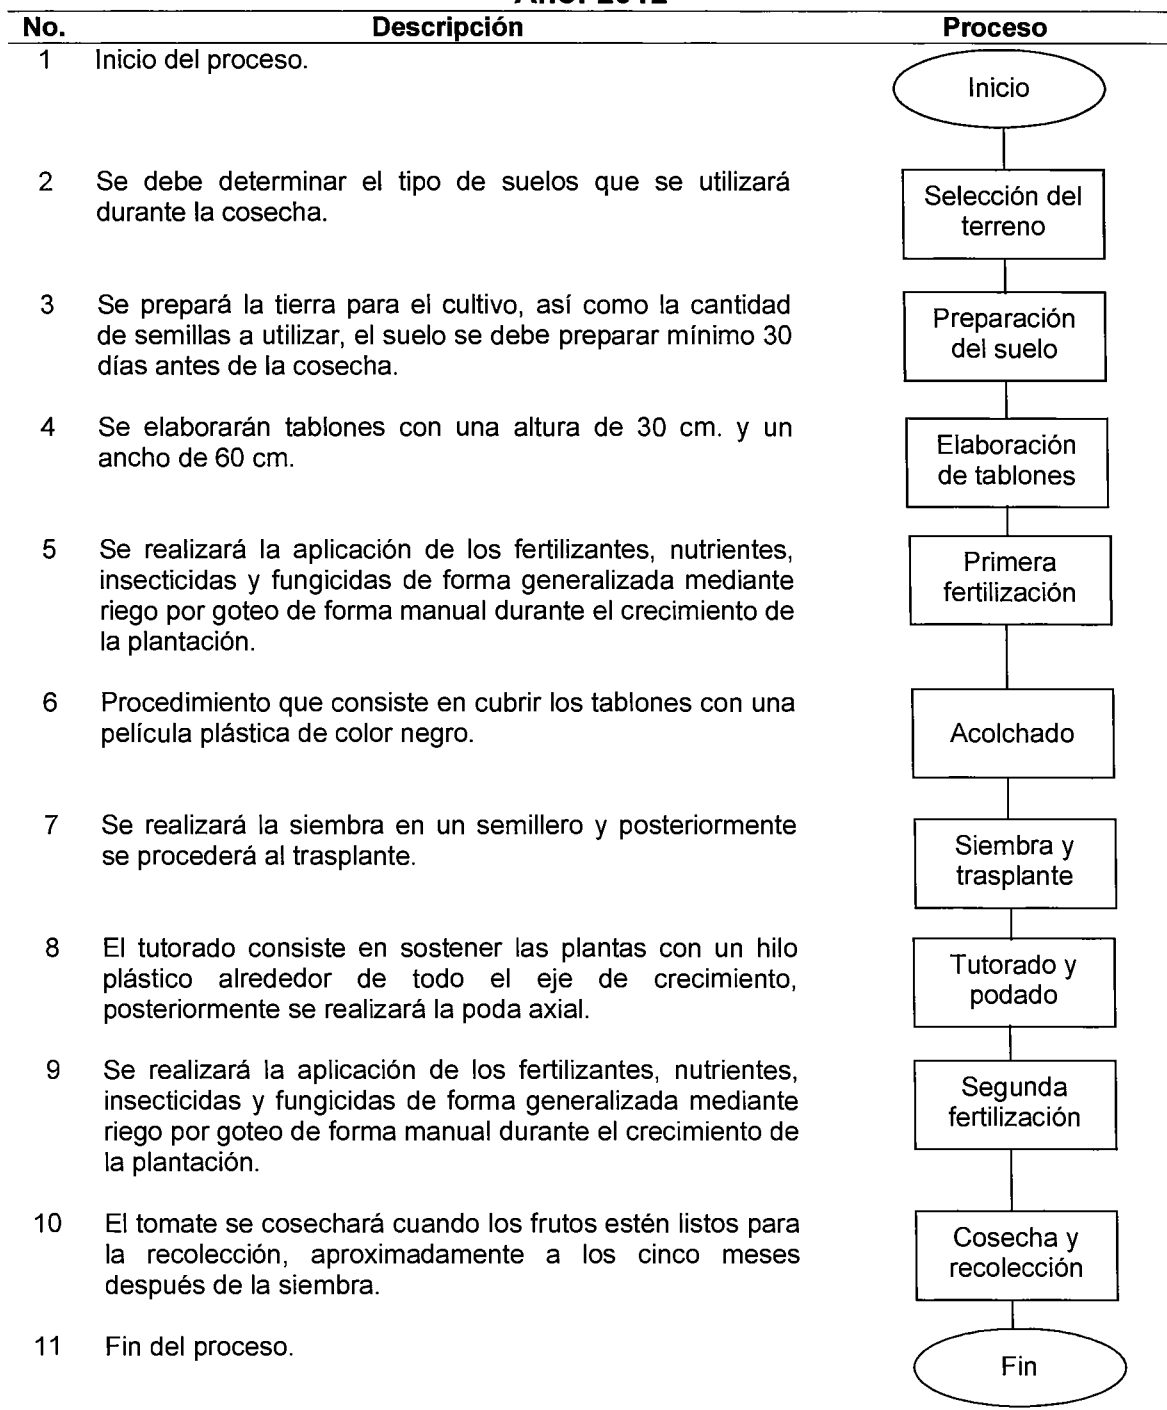 Año: 2012
No. Descripción Proceso
1 Inicio del proceso.
Inicio
2 Se debe determinar el tipo de suelos que se utilizará
durante la cosecha.
Selección del
terreno
3 Se prepará la tierra para el cultivo, así como la cantidad
de semillas a utilizar, el suelo se debe preparar mínimo 30
días antes de la cosecha.
Preparación
del suelo
4 Se elaborarán tablones con una altura de 30 cm. y un
ancho de 60 cm.
Elaboración
de tablones
5 Se realizará la aplicación de los fertilizantes, nutrientes,
insecticidas y fungicidas de forma generalizada mediante
riego por goteo de forma manual durante el crecimiento de
la plantación.
Primera
fertilización
6 Procedimiento que consiste en cubrir los tablones con una
película plástica de color negro.
Acolchado
7 Se realizará la siembra en un semillero y posteriormente
se procederá al trasplante.
Siembra y
trasplante
8 El tutorado consiste en sostener las plantas con un hilo
plástico alrededor de todo el eje de crecimiento,
posteriormente se realizará la poda axial.
Tutorado y
podado
9 Se realizará la aplicación de los fertilizantes, nutrientes,
insecticidas y fungicidas de forma generalizada mediante
riego por goteo de forma manual durante el crecimiento de
la plantación.
Segunda
fertilización
10 El tomate se cosechará cuando los frutos estén listos para
la recolección, aproximadamente a los cinco meses
después de la siembra.
Cosecha y
recolección
11 Fin del proceso.
Fin